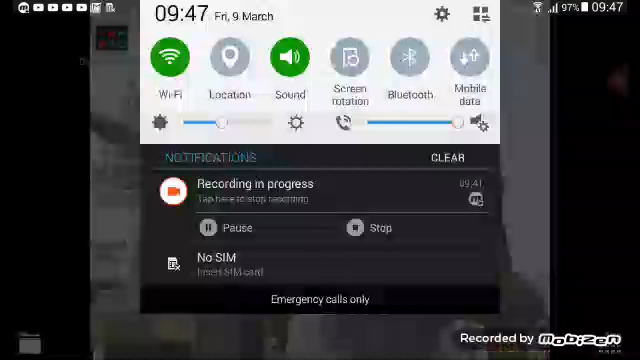 97% 09:47
09:47 Fri, 9 March
Wi-Fi
Location
Sound
Screen rotation
Bluetooth
Mobile data
NOTIFICATIONS
CLEAR
Recording in progress
09:41
Tap here to stop recording
Pause
Stop
No SIM
Insert SIM card
Emergency calls only
Recorded by MOBIZEN